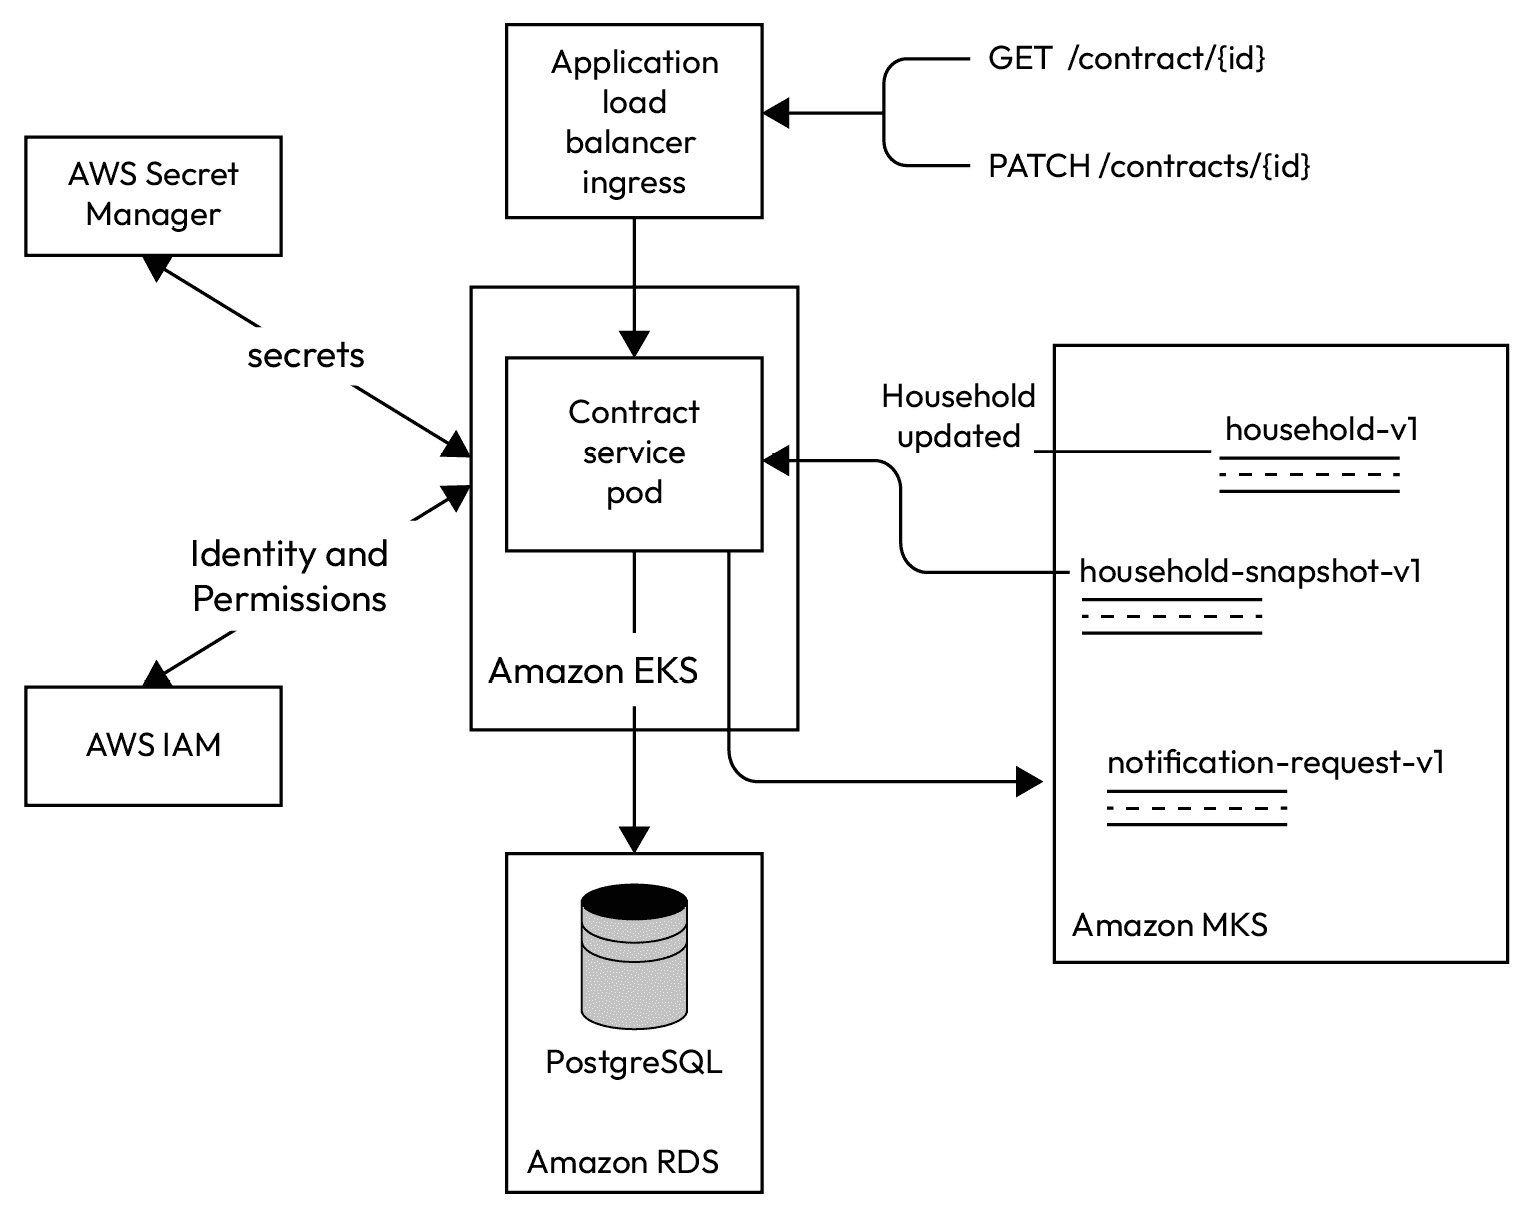 Application
load
balancer
ingress
GET /contract/{id}
PATCH /contracts/{id}
AWS Secret
Manager
secrets
Contract
service
pod
Household
updated
household-v1
household-snapshot-v1
Identity and
Permissions
Amazon EKS
AWS IAM
notification-request-v1
Amazon MKS
PostgreSQL
Amazon RDS